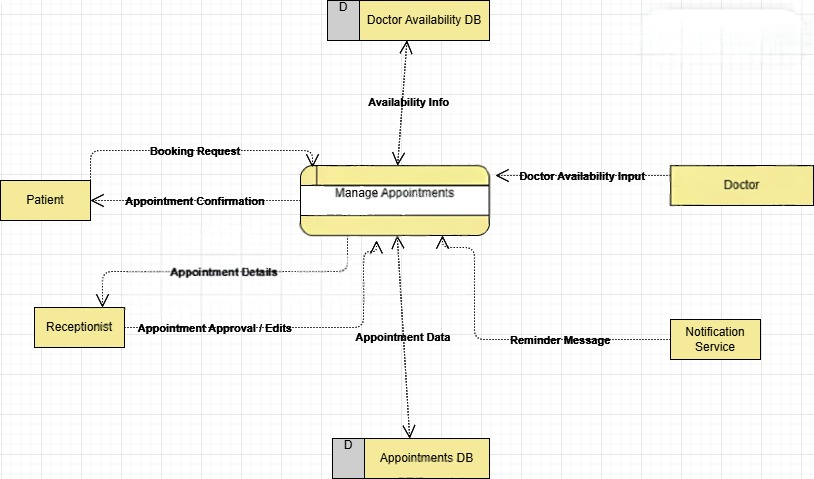 D
Doctor Availability DB
Availability Info
Booking Request
Doctor Availability Input
Doctor
Manage Appointments
Patient
Appointment Confirmation
Appointment Details
Receptionist
Appointment Approval / Edits
Appointment Data
Reminder Message
Notification
Service
D
Appointments DB